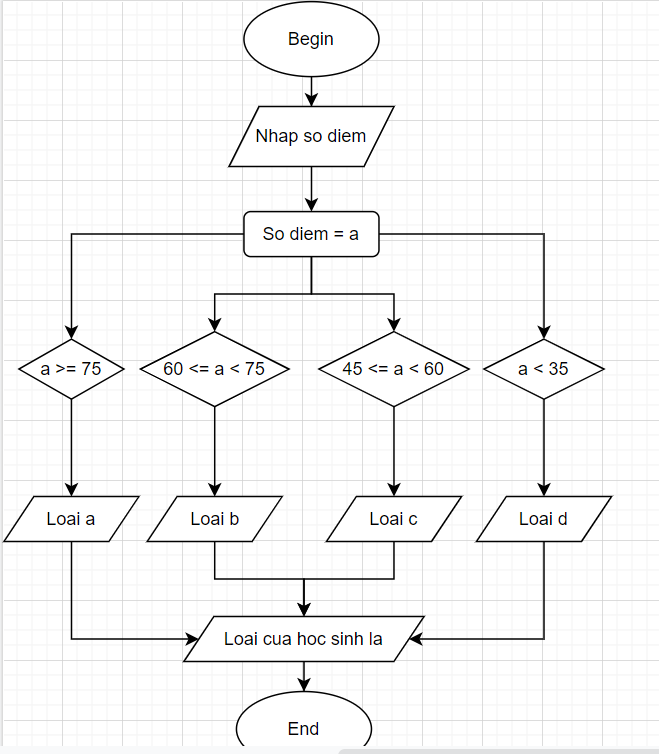 Begin
Nhap so diem
So diem = a
a >= 75
60 <= a < 75
45 <= a < 60
a < 35
Loai a
Loai b
Loai c
Loai d
Loai cua hoc sinh la
End